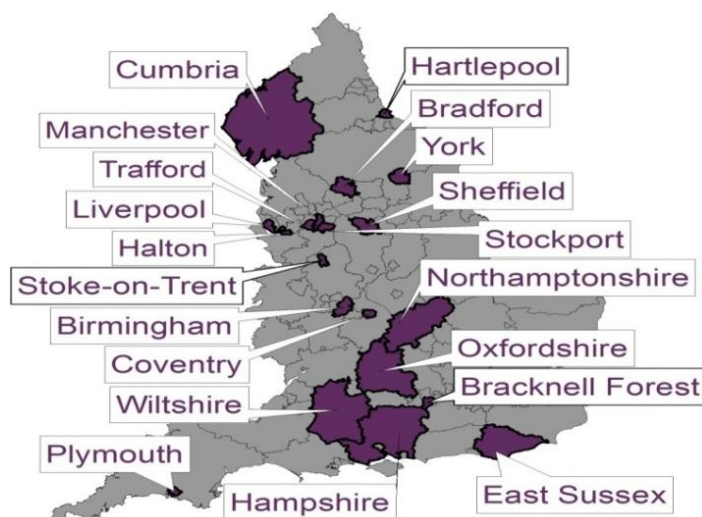 Cumbria
Hartlepool
Bradford
Manchester
York
Trafford
Sheffield
Liverpool
Halton
Stockport
Stoke-on-Trent
Northamptonshire
Birmingham
Oxfordshire
Coventry
Bracknell Forest
Wiltshire
Plymouth
Hampshire
East Sussex